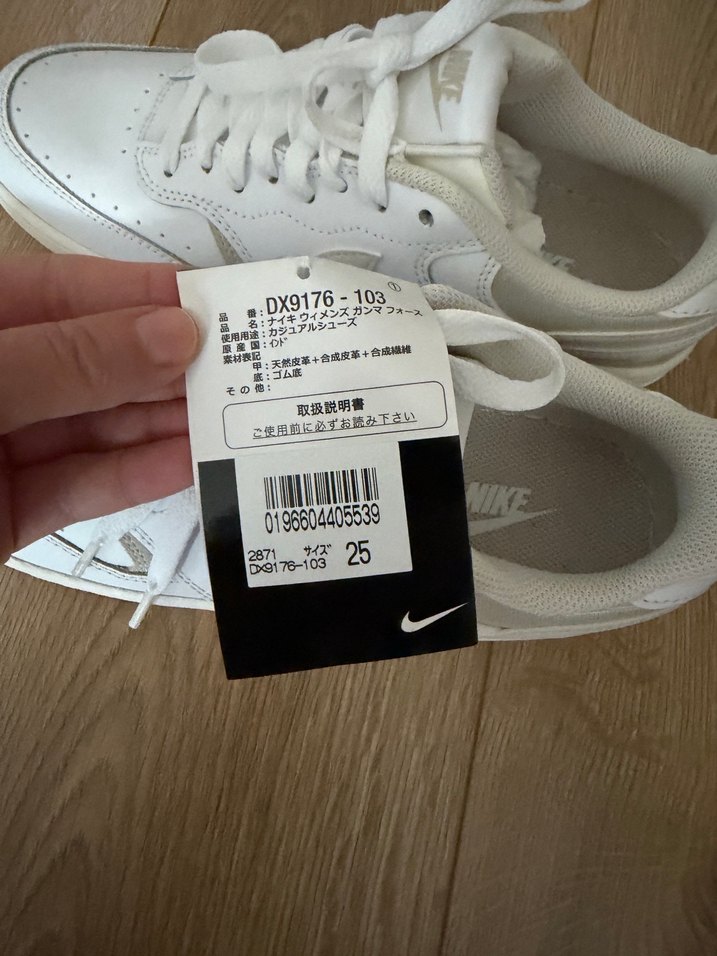 NIKE
①
品番：DX9176 - 103
品名：ナイキ ウィメンズ ガンマ フォース
使用用途：カジュアルシューズ
原産国：インド
素材表記
甲：天然皮革＋合成皮革＋合成繊維
底：ゴム底
その他：
取扱説明書
ご使用前に必ずお読み下さい
0196604405539
2871 サイズ 25
DX9176-103
NIKE